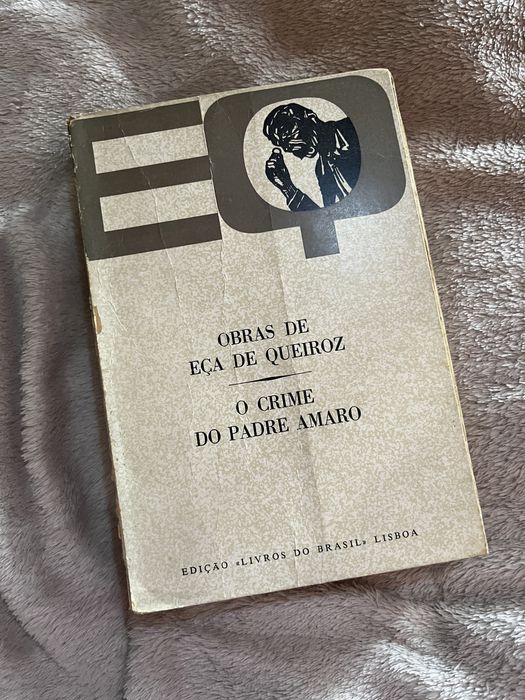 EQ
OBRAS DE
EÇA DE QUEIROZ
O CRIME
DO PADRE AMARO
EDIÇÃO «LIVROS DO BRASIL» LISBOA